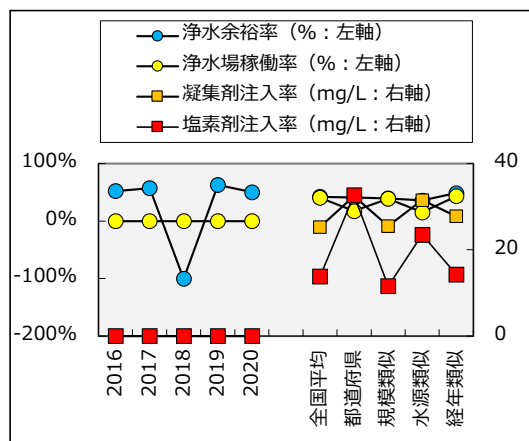 浄水余裕率（%：左軸）
浄水場稼働率（%：左軸）
凝集剤注入率（mg/L：右軸）
塩素剤注入率（mg/L：右軸）
100%
0%
-100%
-200%
40
20
0
2016
2017
2018
2019
2020
全国平均
都道府県
規模類似
水源類似
経年類似